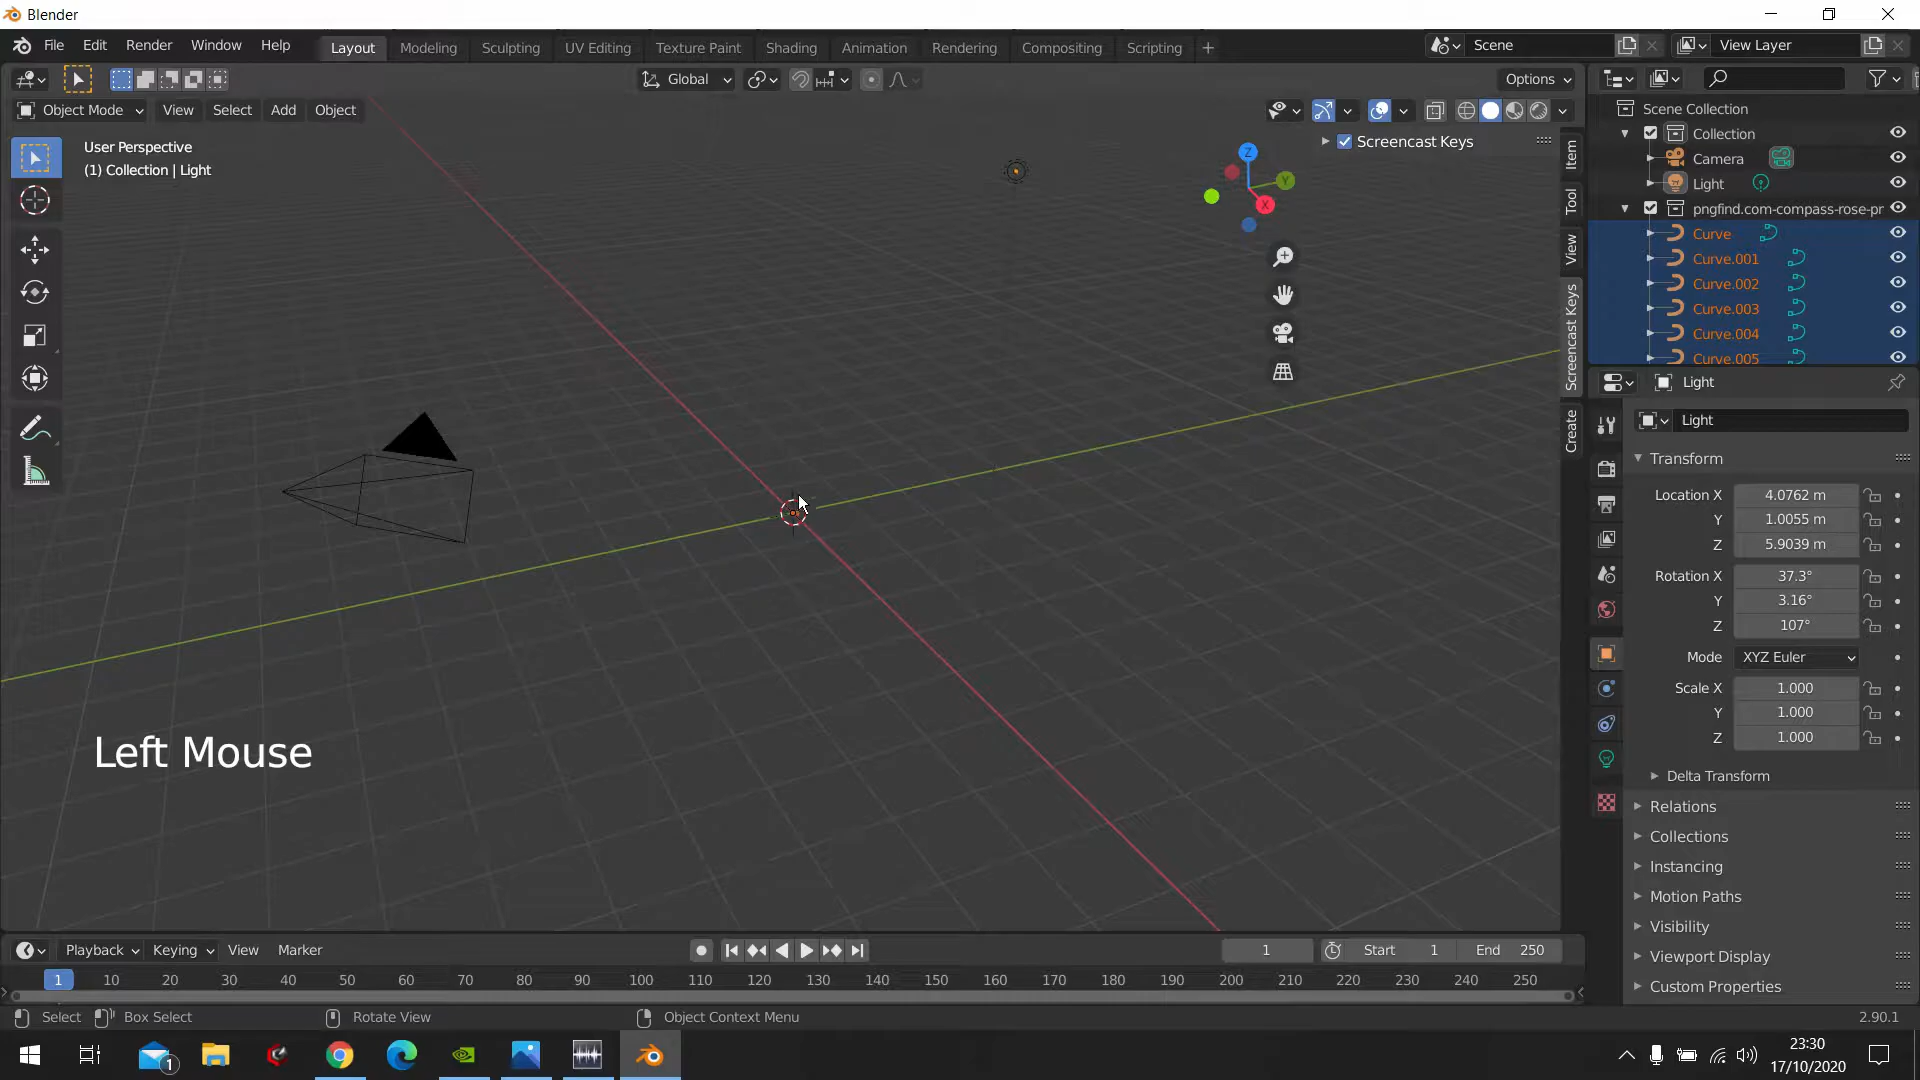 Blender
File Edit Render Window Help Layout Modeling Sculpting UV Editing Texture Paint Shading Animation Rendering Compositing Scripting + Scene View Layer
Global Options
Object Mode View Select Add Object
User Perspective
(1) Collection | Light
Screencast Keys
Z
Y
X
Item
Tool
View
Screencast Keys
Create
Scene Collection
Collection
Camera
Light
pngfind.com-compass-rose-pr
Curve
Curve.001
Curve.002
Curve.003
Curve.004
Curve.005
Light
Light
Transform
Location X 4.0762 m
Y 1.0055 m
Z 5.9039 m
Rotation X 37.3°
Y 3.16°
Z 107°
Mode XYZ Euler
Scale X 1.000
Y 1.000
Z 1.000
Delta Transform
Relations
Collections
Instancing
Motion Paths
Visibility
Viewport Display
Custom Properties
Left Mouse
Playback Keying View Marker 1 Start 1 End 250
1 10 20 30 40 50 60 70 80 90 100 110 120 130 140 150 160 170 180 190 200 210 220 230 240 250
Select Box Select Rotate View Object Context Menu 2.90.1
1
23:30
17/10/2020